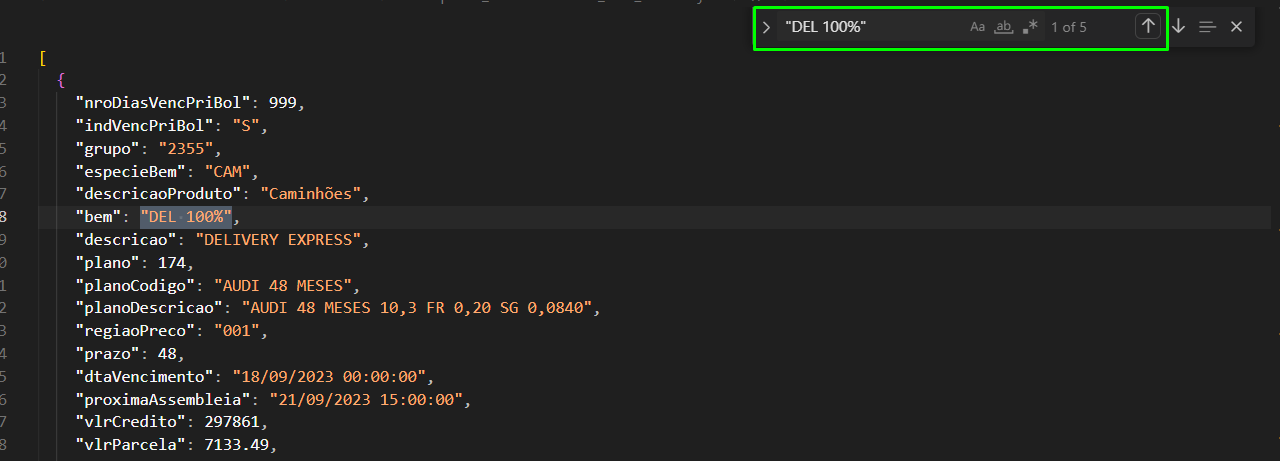 "DEL 100%" Aa ab .* 1 of 5
1 [
2 {
3 "nroDiasVencPriBol": 999,
4 "indVencPriBol": "S",
5 "grupo": "2355",
6 "especieBem": "CAM",
7 "descricaoProduto": "Caminhões",
8 "bem": "DEL·100%",
9 "descricao": "DELIVERY EXPRESS",
0 "plano": 174,
1 "planoCodigo": "AUDI 48 MESES",
2 "planoDescricao": "AUDI 48 MESES 10,3 FR 0,20 SG 0,0840",
3 "regiaoPreco": "001",
4 "prazo": 48,
5 "dtaVencimento": "18/09/2023 00:00:00",
6 "proximaAssembleia": "21/09/2023 15:00:00",
7 "vlrCredito": 297861,
8 "vlrParcela": 7133.49,